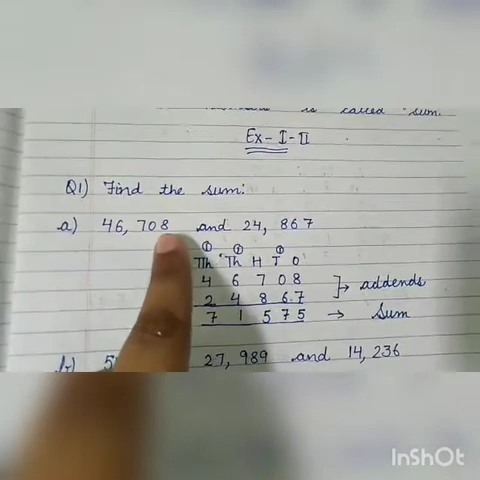 is called sum.
Ex-I-II
Q1) Find the sum:
a) 46,708 and 24,867
① ① ①
TTh Th H T O
4 6 7 0 8
2 4 8 6 7 → addends
7 1 5 7 5 → Sum
b) 5 27,989 and 14,236
InShOt